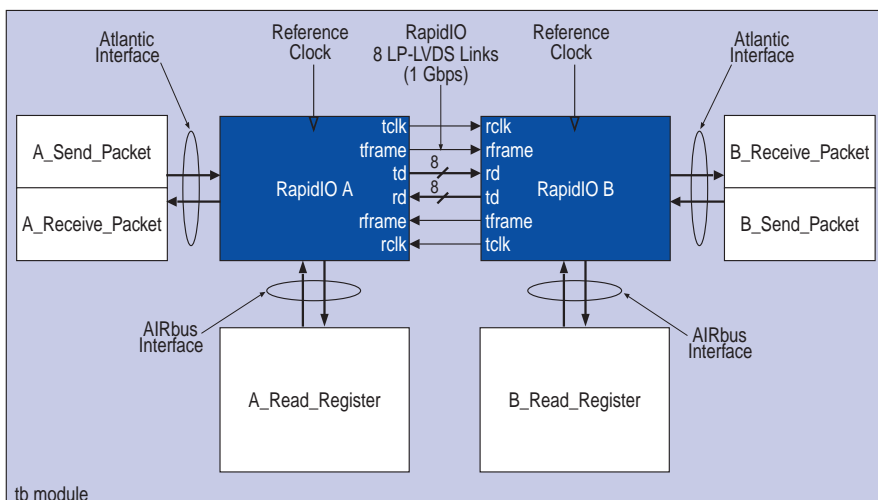 Atlantic
Interface
Reference
Clock
RapidIO
8 LP-LVDS Links
(1 Gbps)
Reference
Clock
Atlantic
Interface
A_Send_Packet
A_Receive_Packet
RapidIO A
tclk
tframe
td
rd
rframe
rclk
8
8
rclk
rframe
rd
td
tframe
tclk
RapidIO B
B_Receive_Packet
B_Send_Packet
AIRbus
Interface
AIRbus
Interface
A_Read_Register
B_Read_Register
tb module